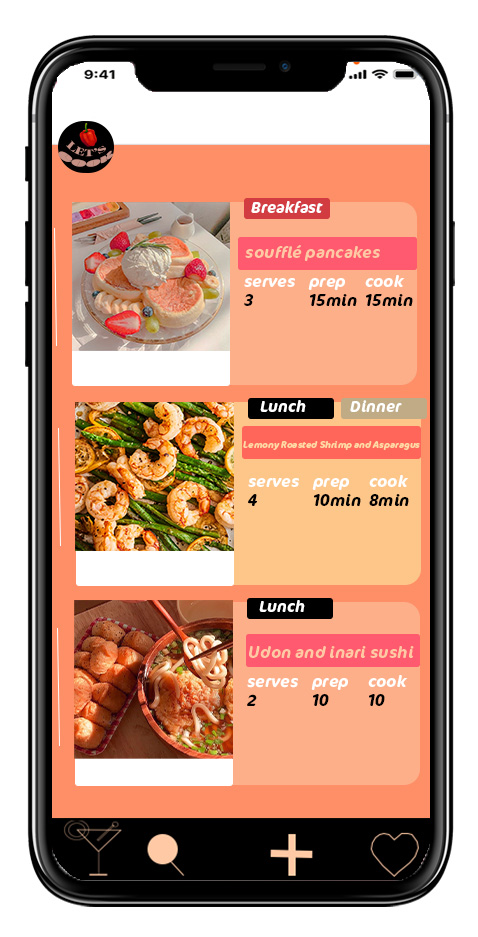 9:41
LET'S
Breakfast
soufflé pancakes
serves prep cook
3 15min 15min
Lunch Dinner
Lemony Roasted Shrimp and Asparagus
serves prep cook
4 10min 8min
Lunch
Udon and inari sushi
serves prep cook
2 10 10